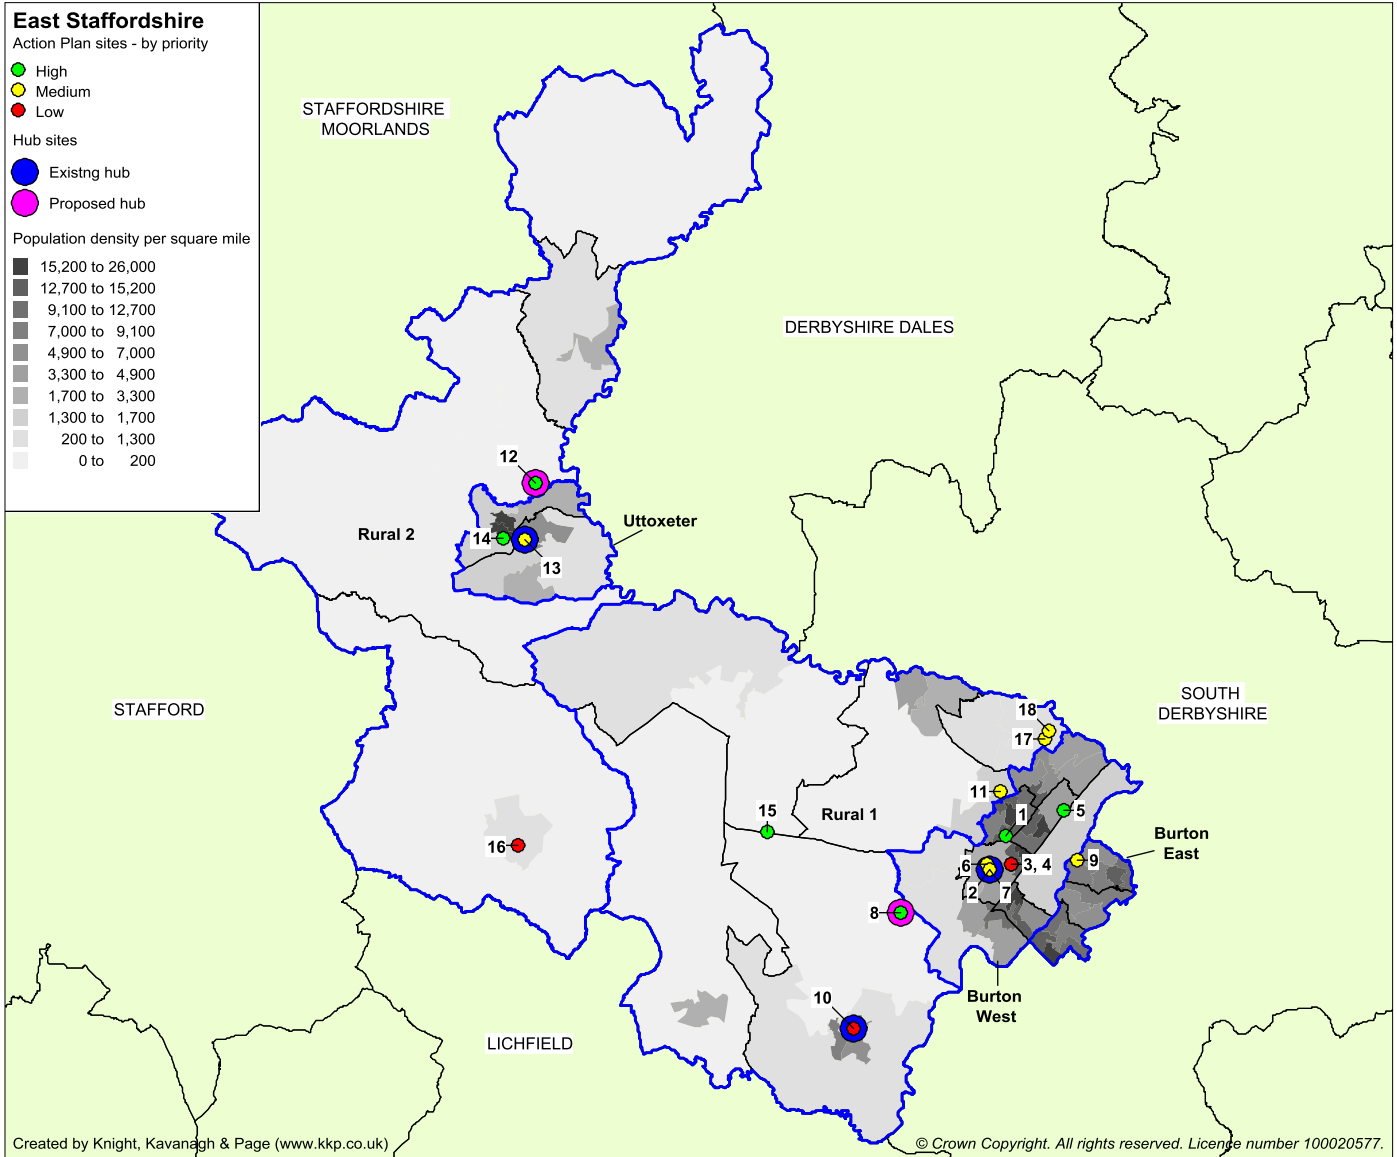 East Staffordshire
Action Plan sites - by priority
High
Medium
Low
Hub sites
Existng hub
Proposed hub
Population density per square mile
15,200 to 26,000
12,700 to 15,200
9,100 to 12,700
7,000 to 9,100
4,900 to 7,000
3,300 to 4,900
1,700 to 3,300
1,300 to 1,700
200 to 1,300
0 to 200
STAFFORDSHIRE
MOORLANDS
DERBYSHIRE DALES
12
Rural 2
14
13
Uttoxeter
STAFFORD
SOUTH
DERBYSHIRE
18
17
11
15
Rural 1
1
5
16
6
3, 4
9
Burton
East
2
7
8
10
Burton
West
LICHFIELD
Created by Knight, Kavanagh & Page (www.kkp.co.uk)
© Crown Copyright. All rights reserved. Licence number 100020577.